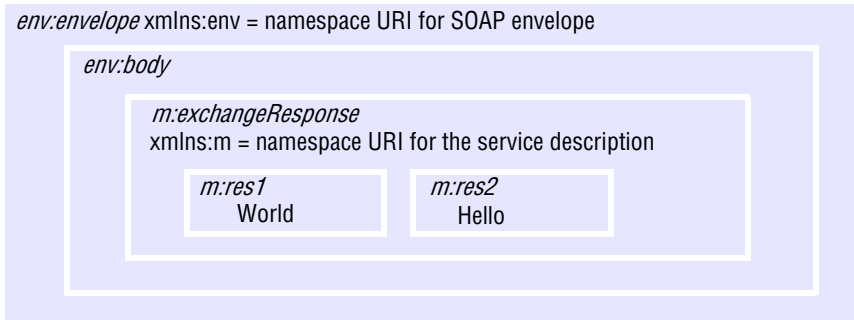 env:envelope xmlns:env = namespace URI for SOAP envelope
env:body
m:exchangeResponse
xmlns:m = namespace URI for the service description
m:res1
World
m:res2
Hello